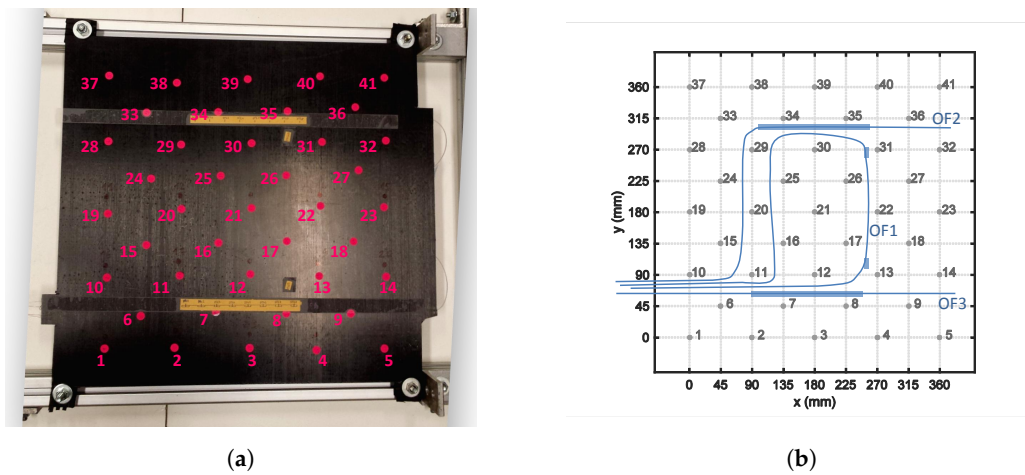 37 38 39 40 41
33 34 35 36
28 29 30 31 32
24 25 26 27
19 20 21 22 23
15 16 17 18
10 11 12 13 14
6 7 8 9
1 2 3 4 5
(a)
360 37 38 39 40 41
315 33 34 35 36 OF2
270 28 29 30 31 32
225 24 25 26 27
180 19 20 21 22 23
OF1
135 15 16 17 18
90 10 11 12 13 14
45 6 7 8 9 OF3
0 1 2 3 4 5
y (mm)
0 45 90 135 180 225 270 315 360
x (mm)
(b)